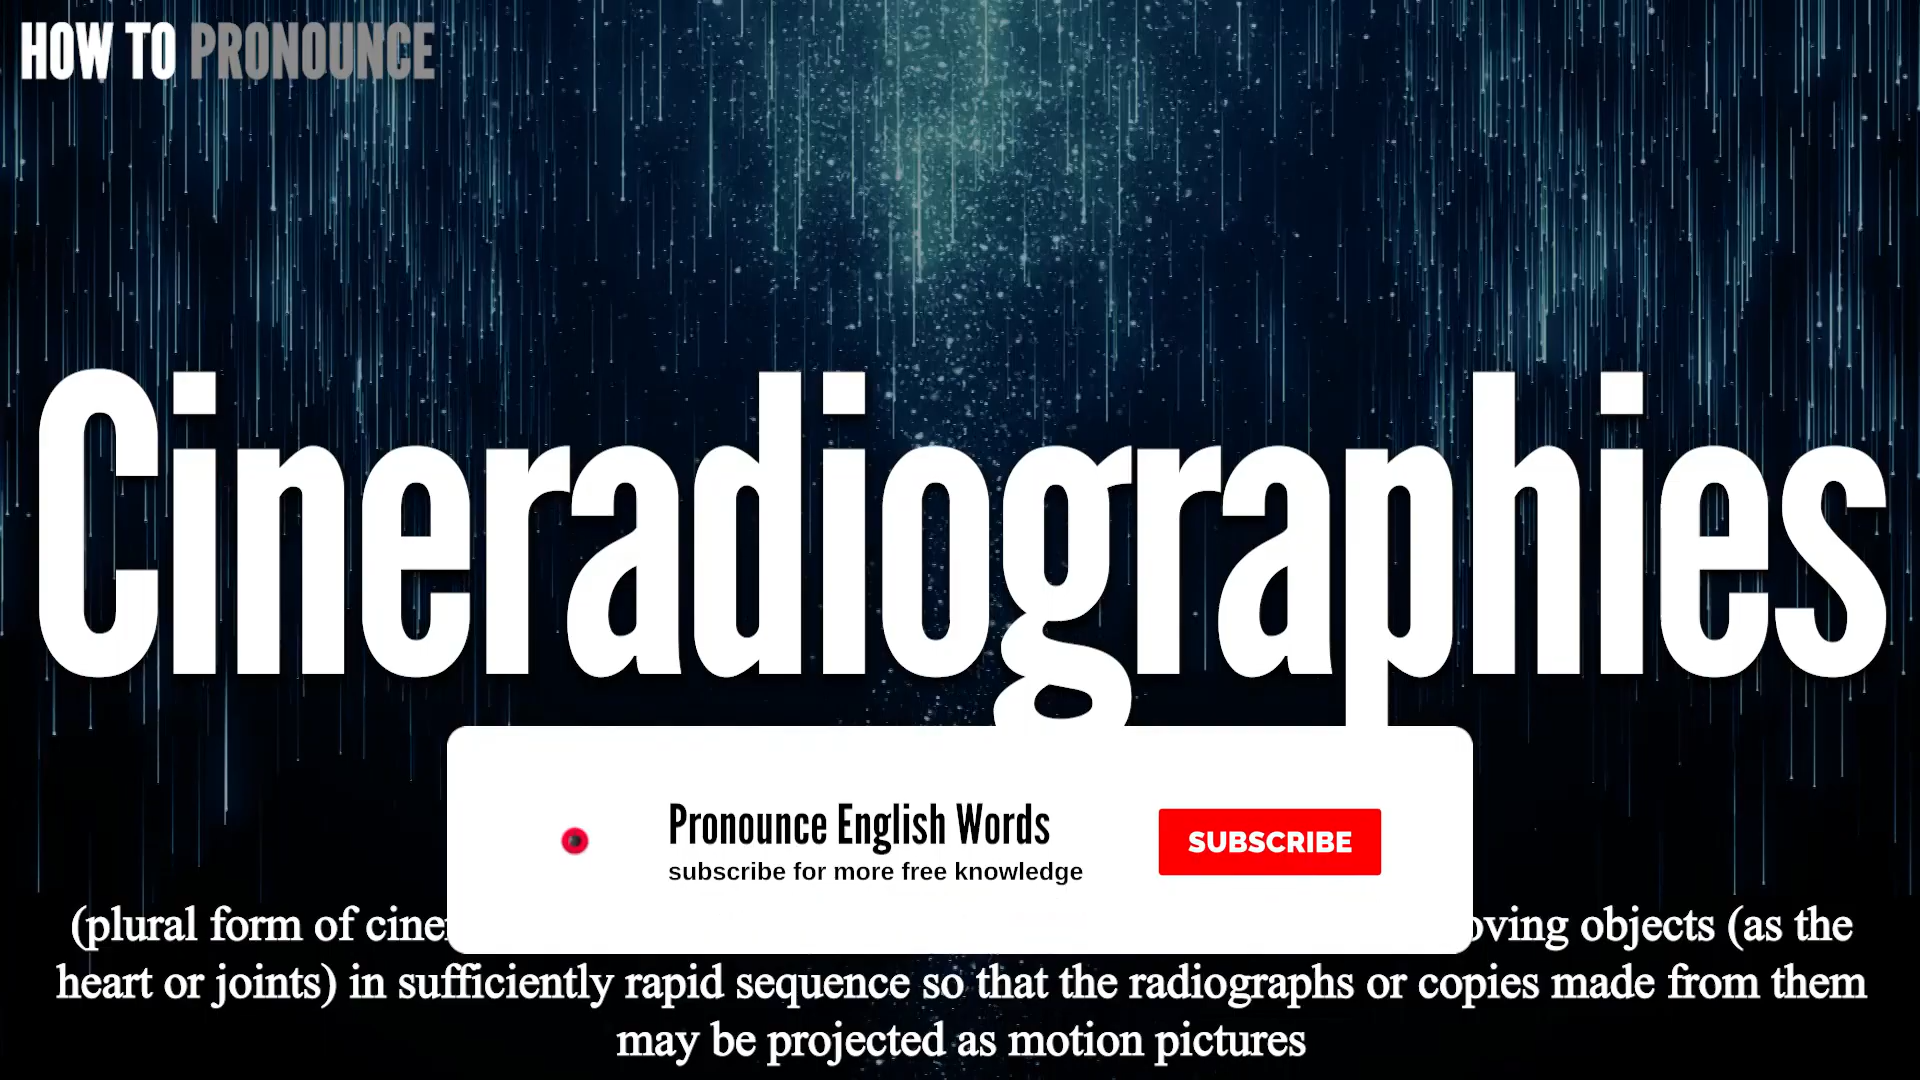 HOW TO PRONOUNCE
Cineradiographies
Pronounce English Words
SUBSCRIBE
subscribe for more free knowledge
(plural form of objects (as the
heart or joints) in sufficiently rapid sequence so that the radiographs or copies made from them
may be projected as motion pictures